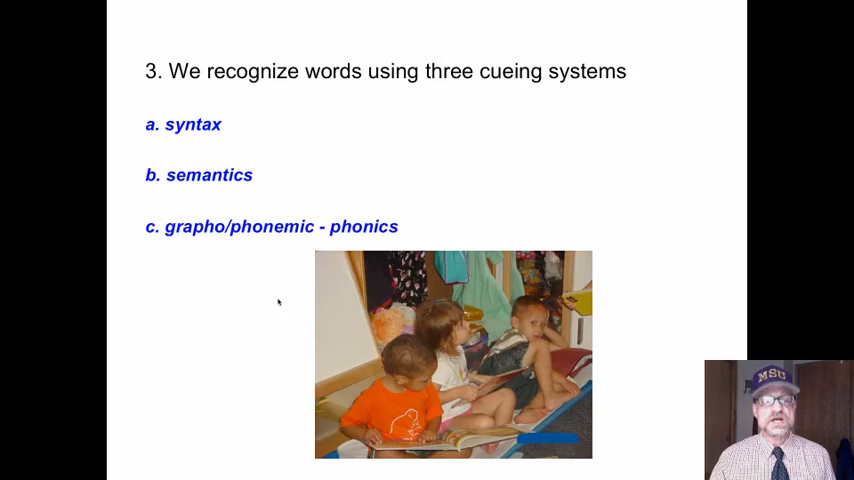 3. We recognize words using three cueing systems
a. syntax
b. semantics
c. grapho/phonemic - phonics
MSU